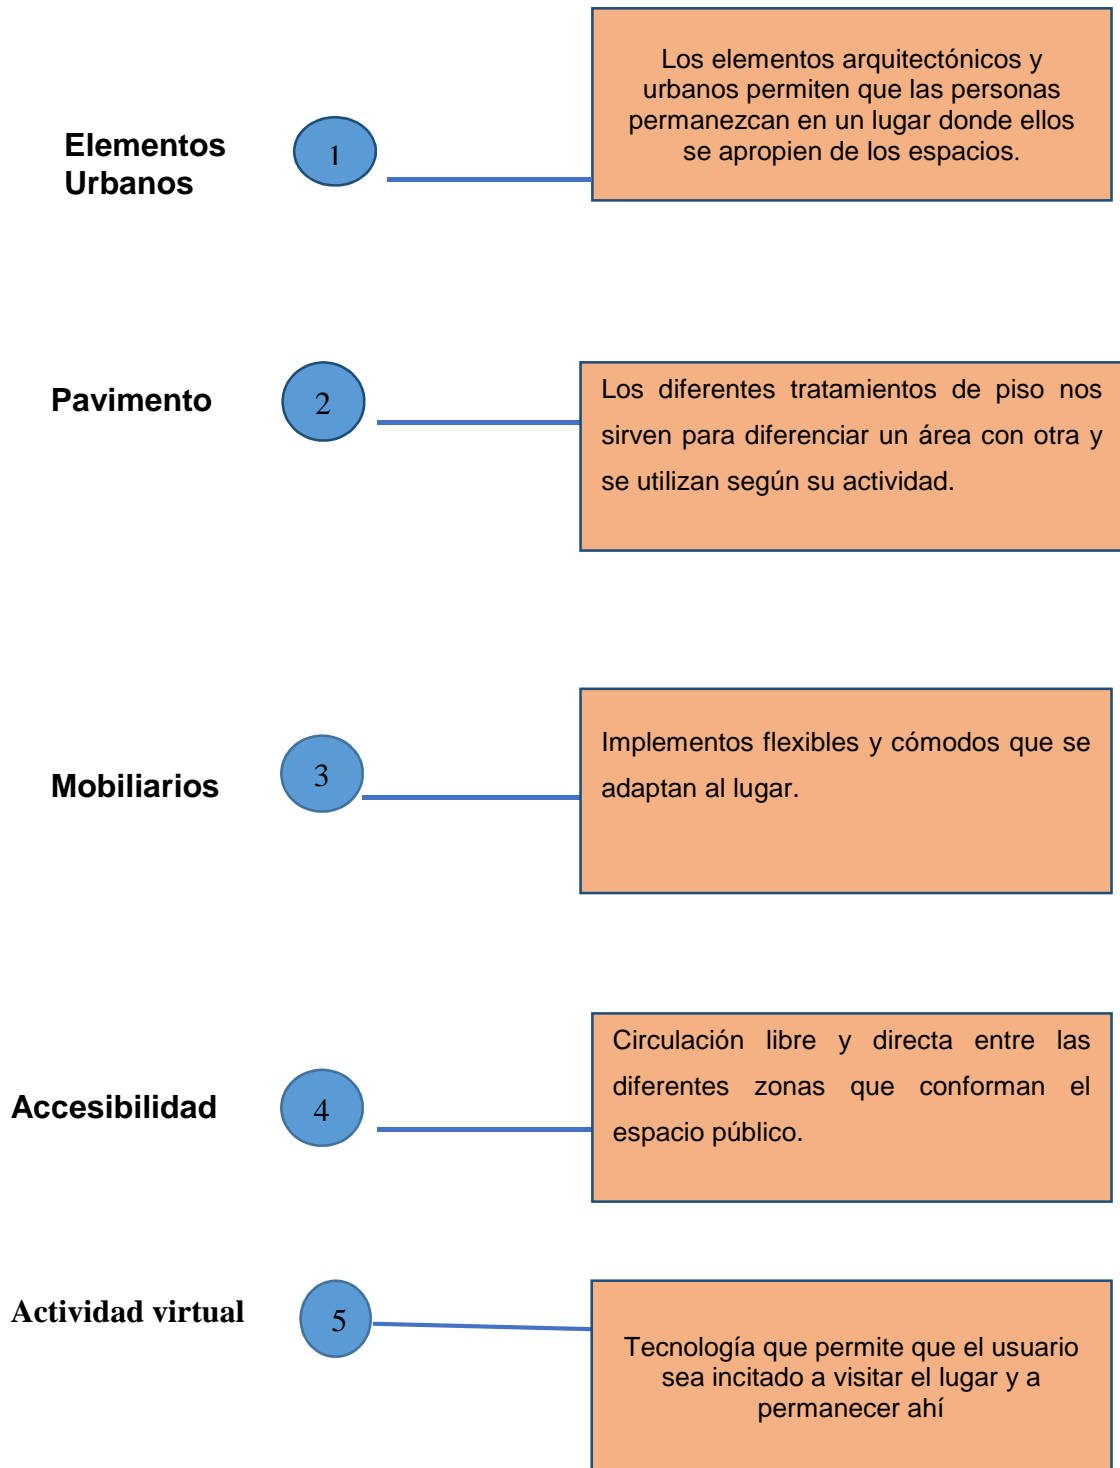 Elementos
Urbanos
1
Los elementos arquitectónicos y
urbanos permiten que las personas
permanezcan en un lugar donde ellos
se apropien de los espacios.
Pavimento
2
Los diferentes tratamientos de piso nos
sirven para diferenciar un área con otra y
se utilizan según su actividad.
Mobiliarios
3
Implementos flexibles y cómodos que se
adaptan al lugar.
Accesibilidad
4
Circulación libre y directa entre las
diferentes zonas que conforman el
espacio público.
Actividad virtual
5
Tecnología que permite que el usuario
sea incitado a visitar el lugar y a
permanecer ahí